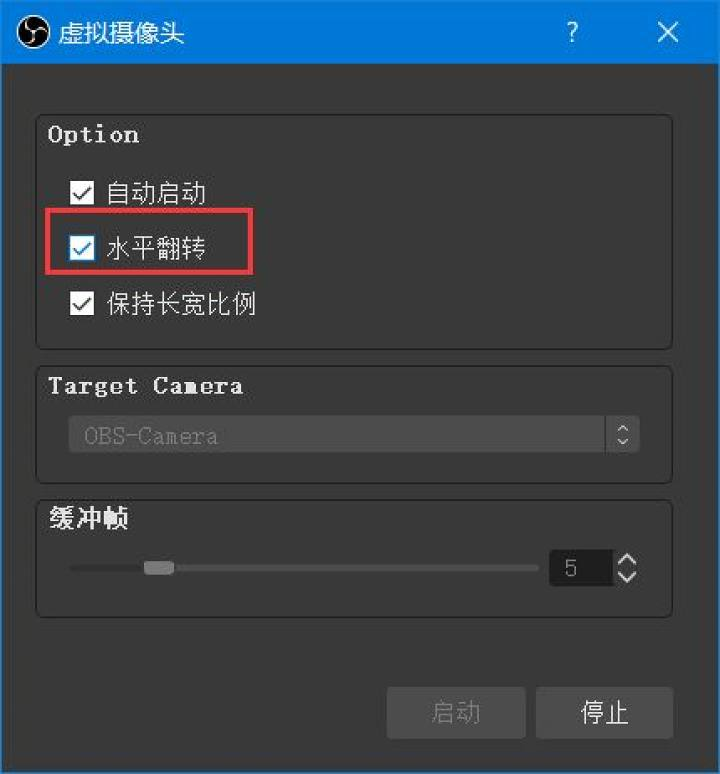 虚拟摄像头
?
Option
自动启动
水平翻转
保持长宽比例
Target Camera
OBS-Camera
缓冲帧
5
启动 停止